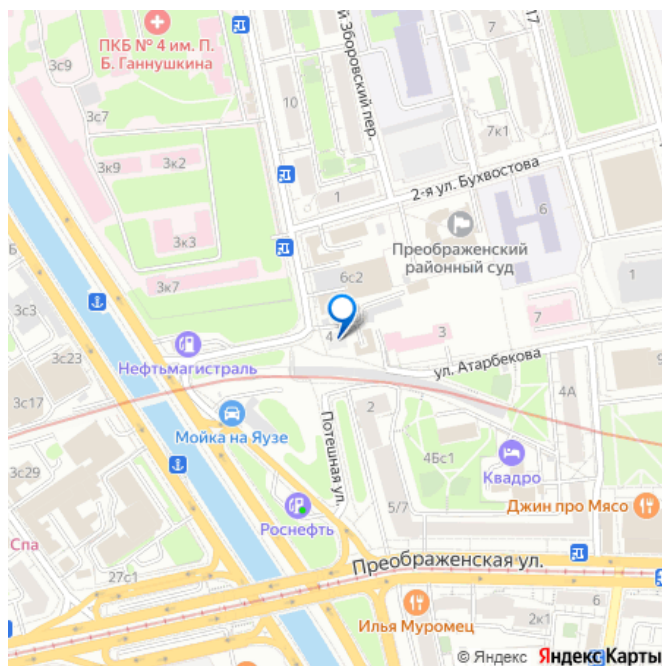 ПКБ № 4 им. П.
Б. Ганнушкина
3с9
3с7
10
й Зборовский пер.
17
7к1
3к9
3к2
1
2-я ул. Бухвостова
6
3к3
Преображенский
районный суд
Б
3к7
6с2
1
3с3
4
3
7
3с23
Нефтьмагистраль
ул. Атарбекова
9
3с17
Мойка на Яузе
Потешная ул.
2
4А
3с29
4Бс1
Квадро
Роснефть
5/7
Джин про Мясо
Спа
Преображенская ул.
27с1
Илья Муромец
2к1
6
© Яндекс Яндекс Карты